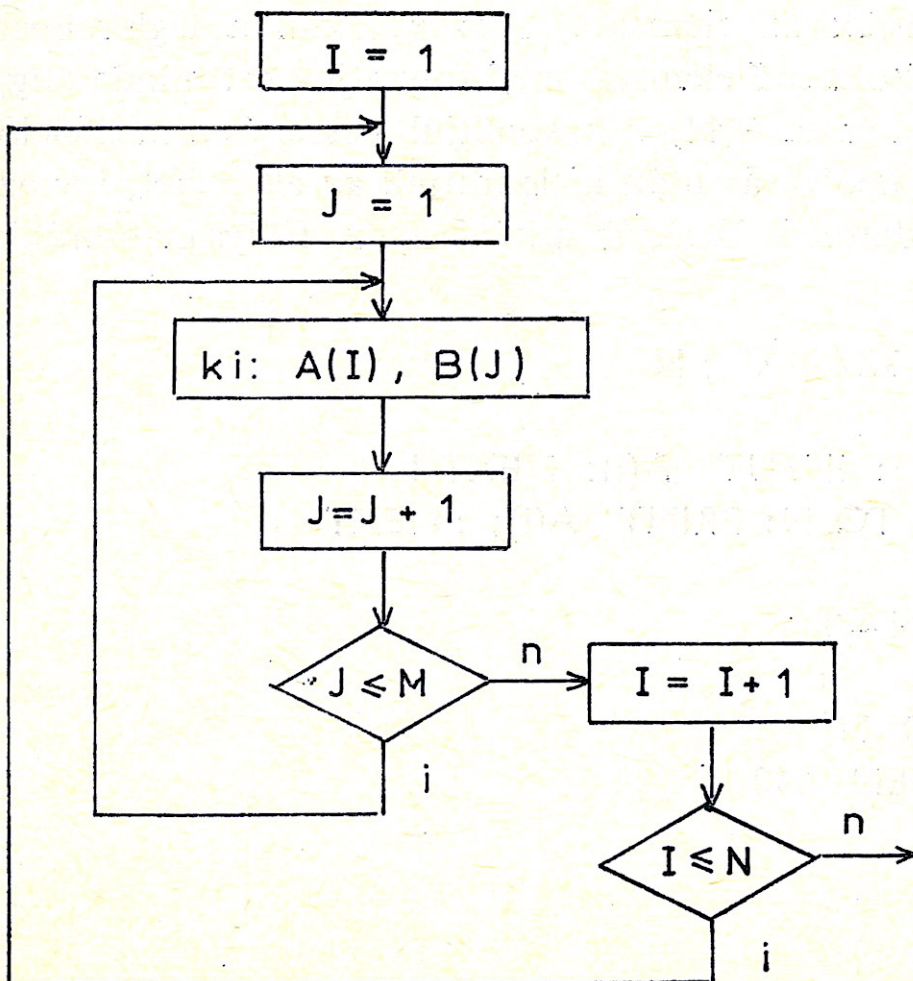 I = 1
J = 1
ki: A(I), B(J)
J=J + 1
J ≤ M
n
I = I + 1
i
I ≤ N
n
i